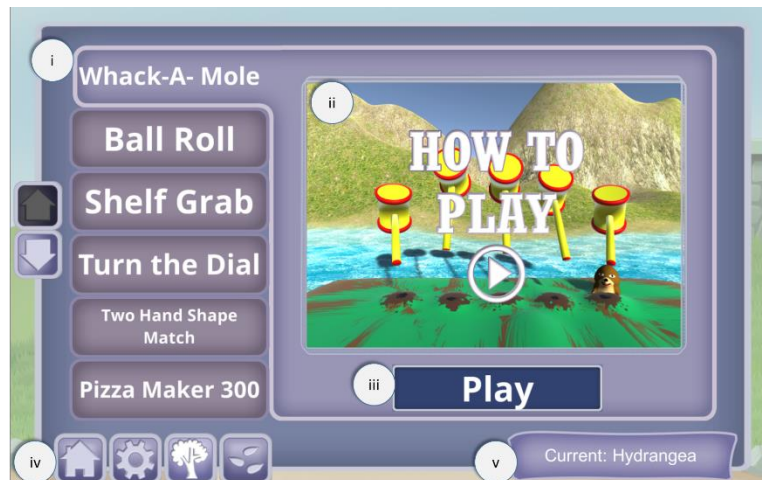 i
Whack-A- Mole
Ball Roll
Shelf Grab
Turn the Dial
Two Hand Shape
Match
Pizza Maker 300
ii
HOW TO
PLAY
iii
Play
iv
v
Current: Hydrangea